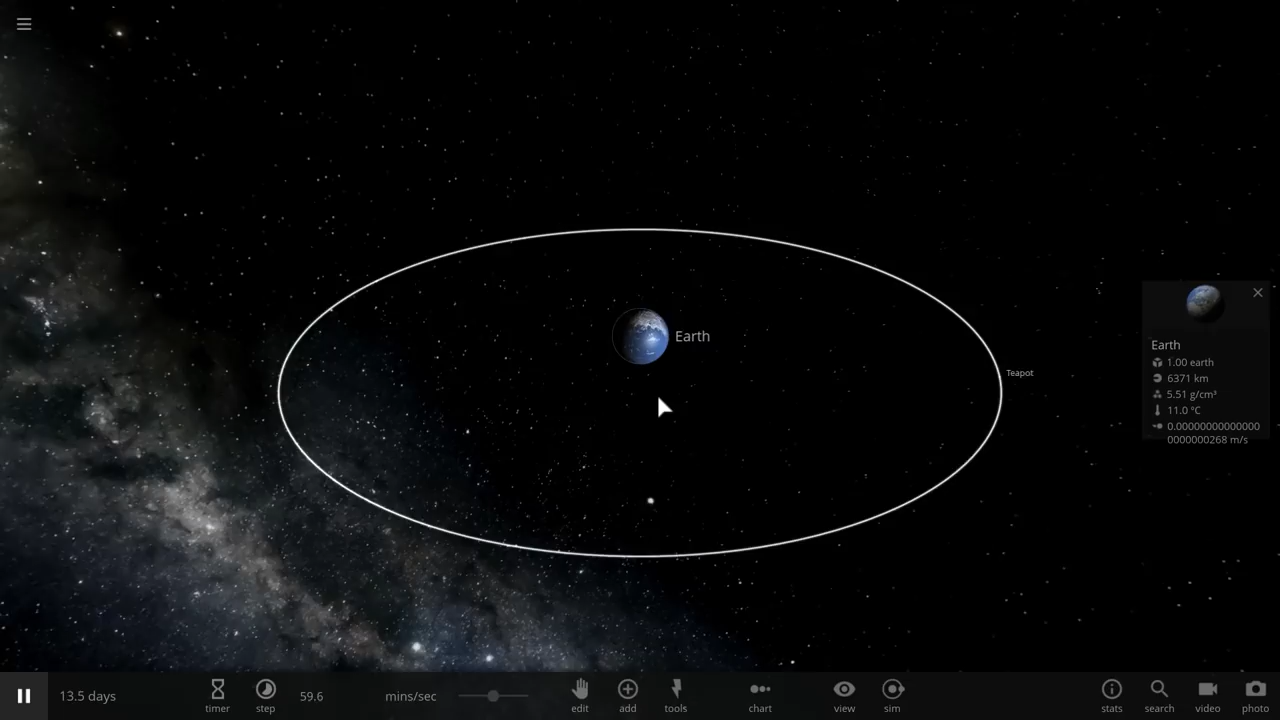 Earth
Teapot
Earth
1.00 earth
6371 km
5.51 g/cm³
11.0 °C
0.00000000000000
0000000268 m/s
13.5 days
timer
step
59.6
mins/sec
edit
add
tools
chart
view
sim
stats
search
video
photo